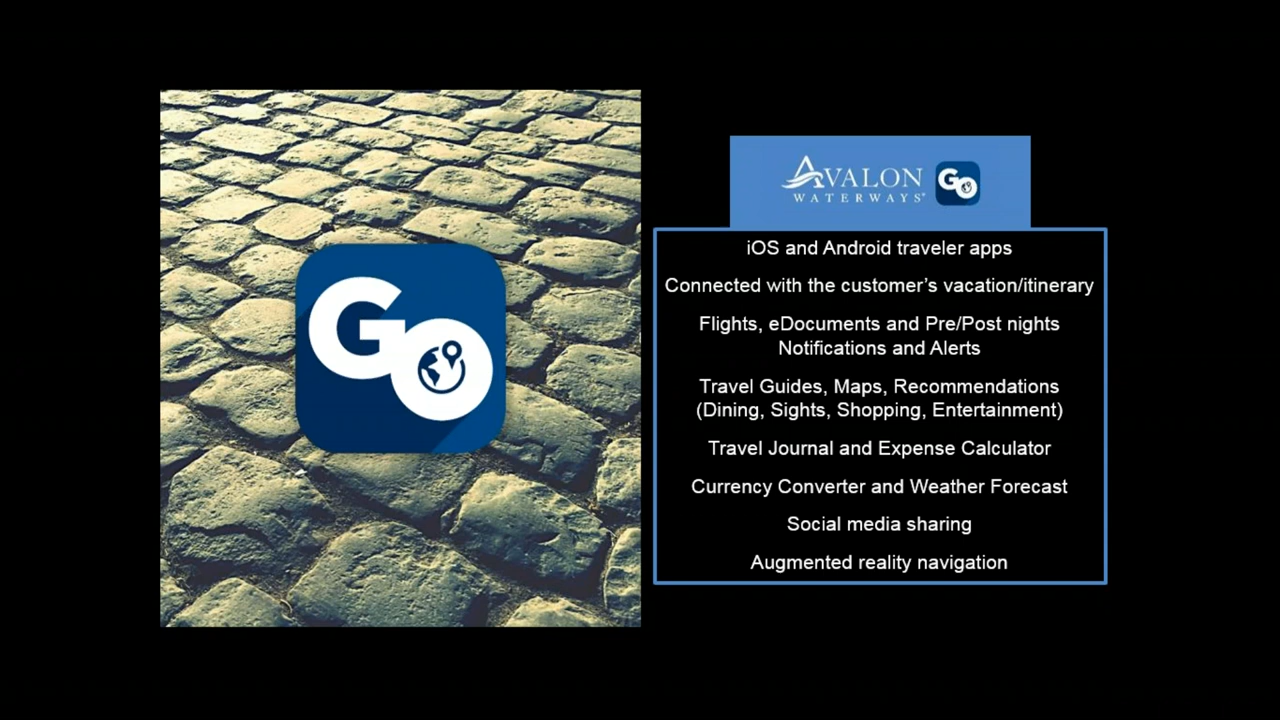 GO
AVALON GO
WATERWAYS®
iOS and Android traveler apps
Connected with the customer’s vacation/itinerary
Flights, eDocuments and Pre/Post nights
Notifications and Alerts
Travel Guides, Maps, Recommendations
(Dining, Sights, Shopping, Entertainment)
Travel Journal and Expense Calculator
Currency Converter and Weather Forecast
Social media sharing
Augmented reality navigation